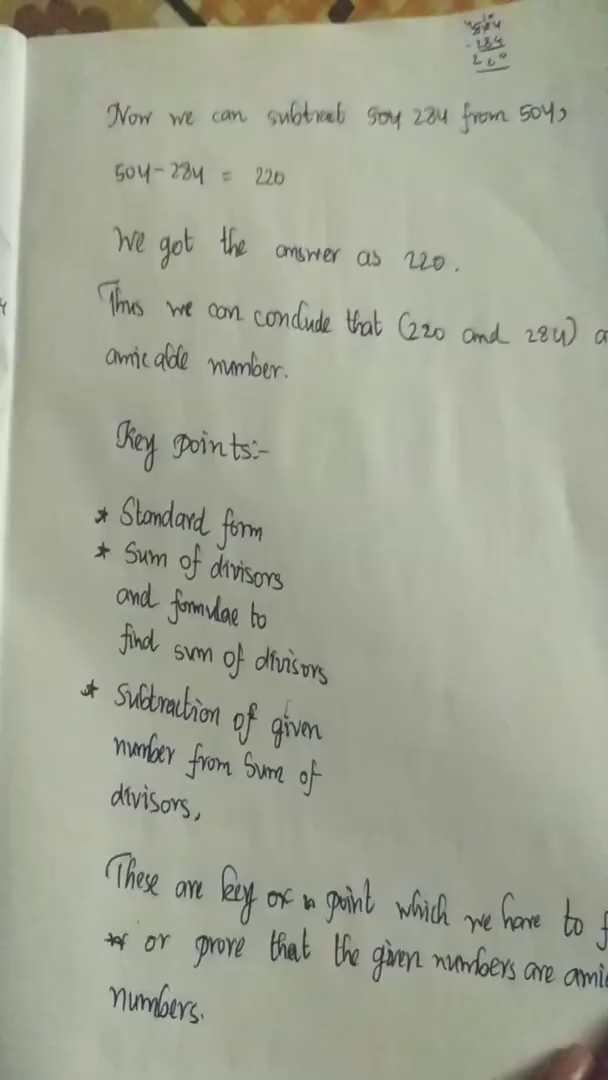 504
-284
220
Now we can subtract 504 284 from 504,
504-284 = 220
We got the answer as 220.
Thus we can conclude that (220 and 284) a
amicable number.
Key points:-
* Standard form
* Sum of divisors
and formulae to
find sum of divisors
* Subtraction of given
number from Sum of
divisors,
These are key point which we have to f
or prove that the given numbers are ami
numbers.